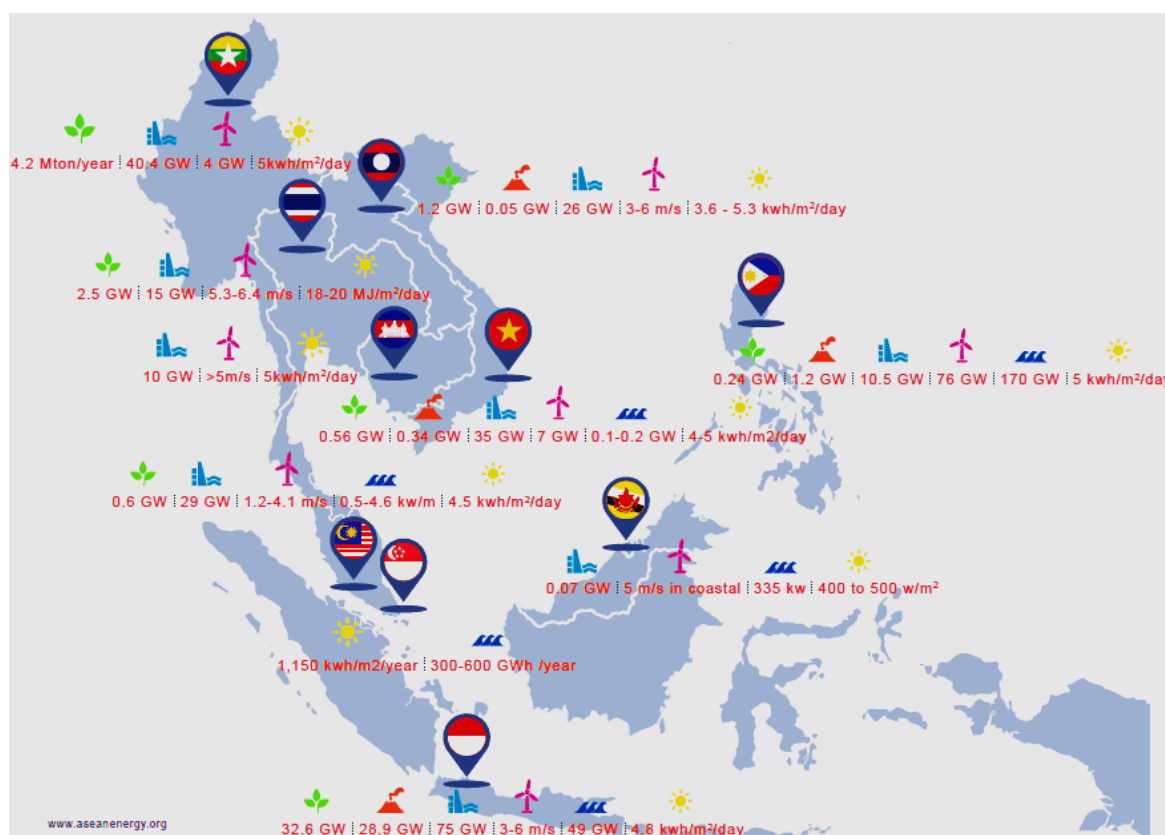 4.2 Mton/year 40.4 GW 4 GW 5kwh/m²/day
1.2 GW 0.05 GW 26 GW 3-6 m/s 3.6 - 5.3 kwh/m²/day
2.5 GW 15 GW 5.3-6.4 m/s 18-20 MJ/m²/day
10 GW >5m/s 5kwh/m²/day
0.24 GW 1.2 GW 10.5 GW 76 GW 170 GW 5 kwh/m²/day
0.56 GW 0.34 GW 35 GW 7 GW 0.1-0.2 GW 4-5 kwh/m2/day
0.6 GW 29 GW 1.2-4.1 m/s 0.5-4.6 kw/m 4.5 kwh/m²/day
0.07 GW 5 m/s in coastal 335 kw 400 to 500 w/m²
1,150 kwh/m2/year 300-600 GWh /year
32.6 GW 28.9 GW 75 GW 3-6 m/s 49 GW 4.8 kwh/m²/day
www.aseanenergy.org